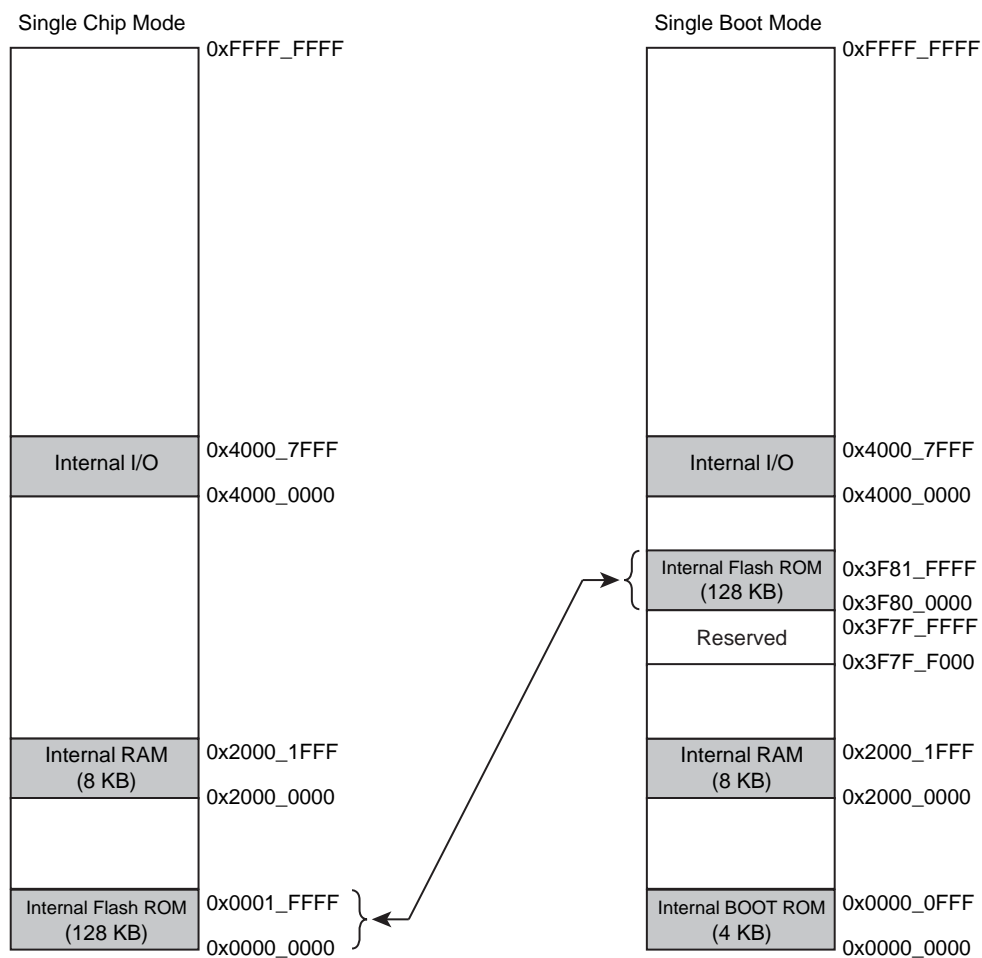 Single Chip Mode
0xFFFF_FFFF
Internal I/O
0x4000_7FFF
0x4000_0000
Internal RAM
(8 KB)
0x2000_1FFF
0x2000_0000
Internal Flash ROM
(128 KB)
0x0001_FFFF
0x0000_0000
Single Boot Mode
0xFFFF_FFFF
Internal I/O
0x4000_7FFF
0x4000_0000
Internal Flash ROM
(128 KB)
0x3F81_FFFF
0x3F80_0000
Reserved
0x3F7F_FFFF
0x3F7F_F000
Internal RAM
(8 KB)
0x2000_1FFF
0x2000_0000
Internal BOOT ROM
(4 KB)
0x0000_0FFF
0x0000_0000